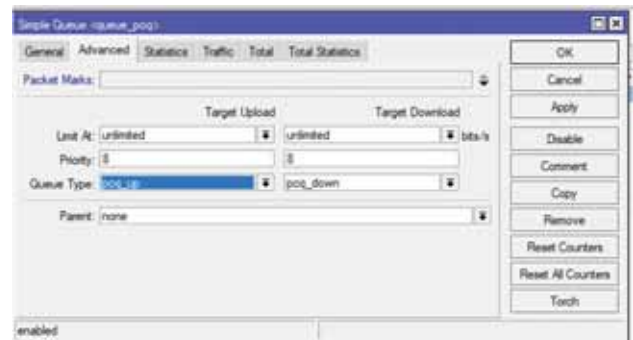 Simple Queue <queue_pcq>
General Advanced Statistics Traffic Total Total Statistics
Packet Marks:
Target Upload Target Download
Limit At: unlimited unlimited bits/s
Priority: 8 8
Queue Type: pcq_up pcq_down
Parent: none
OK
Cancel
Apply
Disable
Comment
Copy
Remove
Reset Counters
Reset All Counters
Torch
enabled